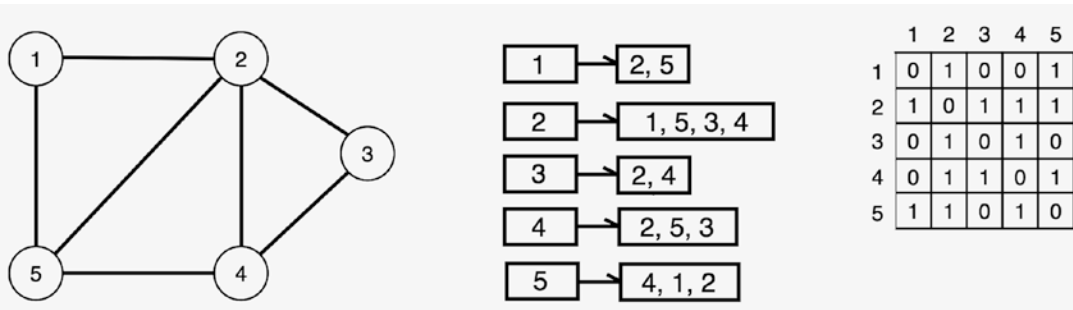 1
2
3
5
4
1 2, 5
2 1, 5, 3, 4
3 2, 4
4 2, 5, 3
5 4, 1, 2
1 2 3 4 5
1 0 1 0 0 1
2 1 0 1 1 1
3 0 1 0 1 0
4 0 1 1 0 1
5 1 1 0 1 0